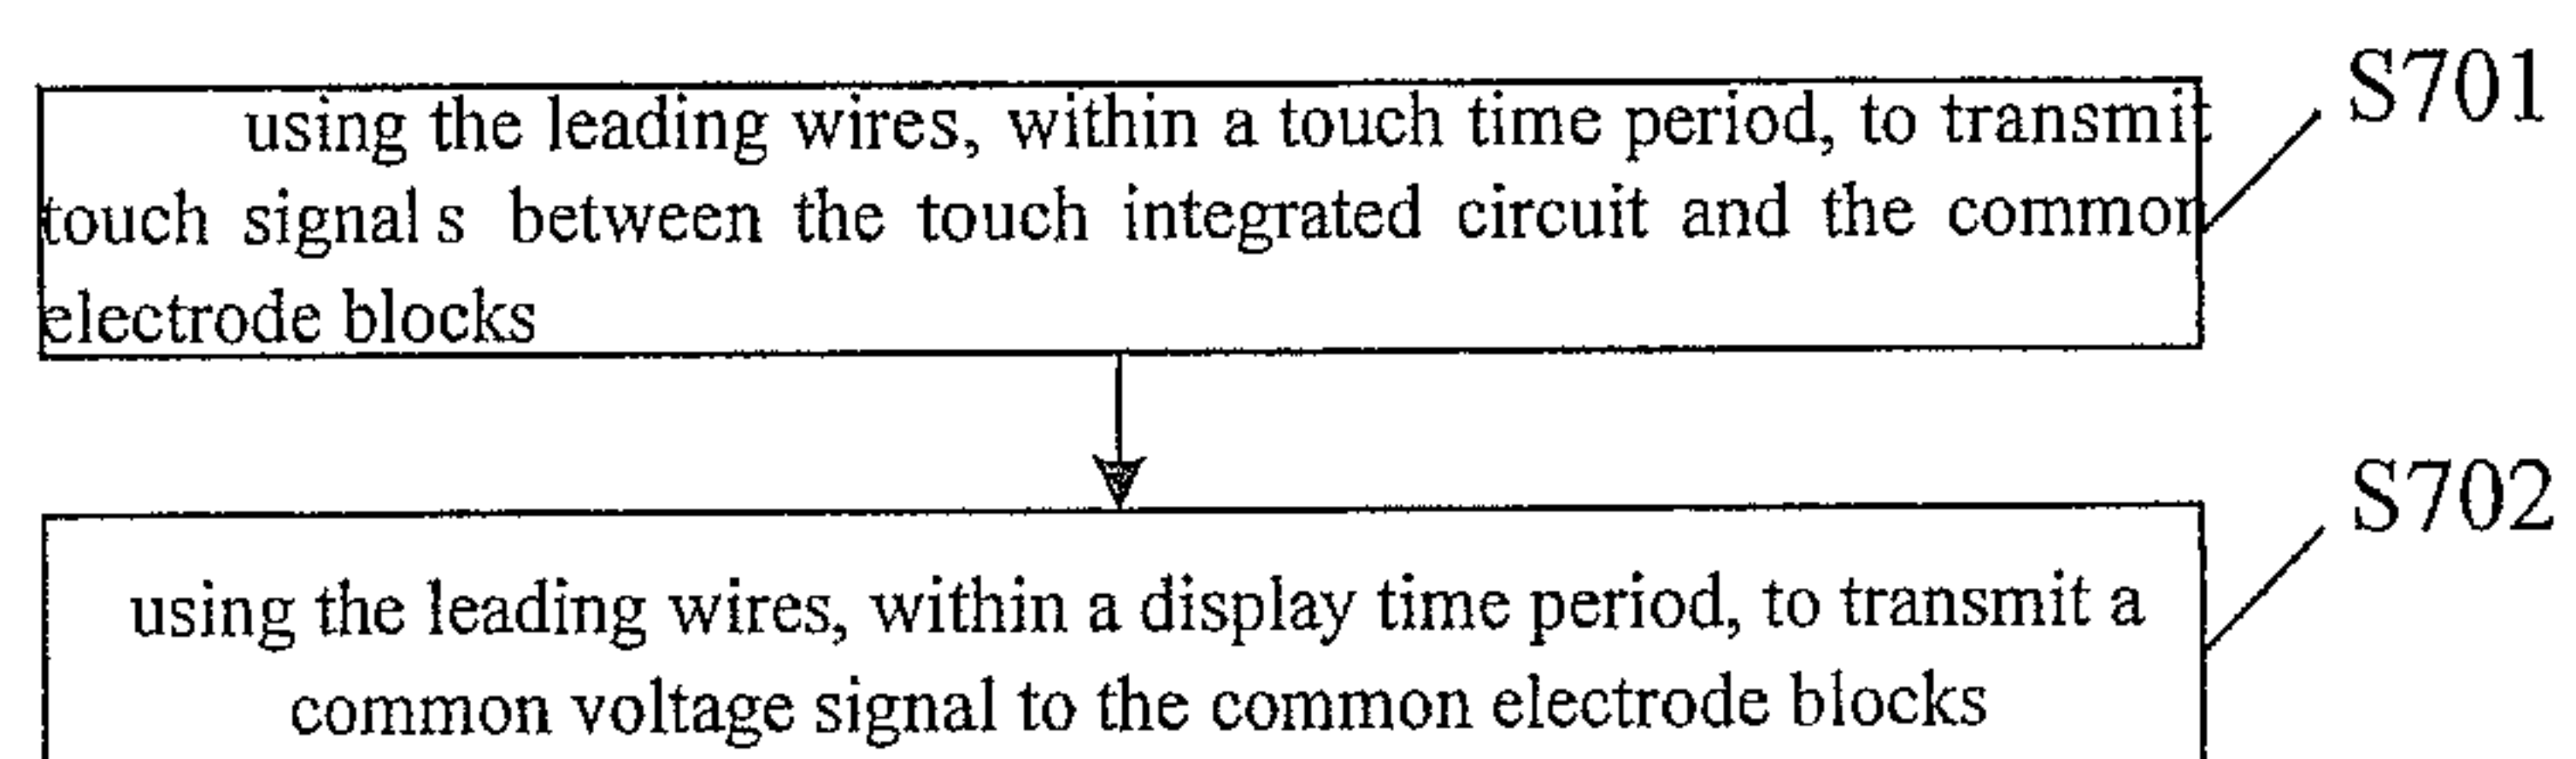 S701
using the leading wires, within a touch time period, to transmit
touch signals between the touch integrated circuit and the common
electrode blocks
S702
using the leading wires, within a display time period, to transmit a
common voltage signal to the common electrode blocks